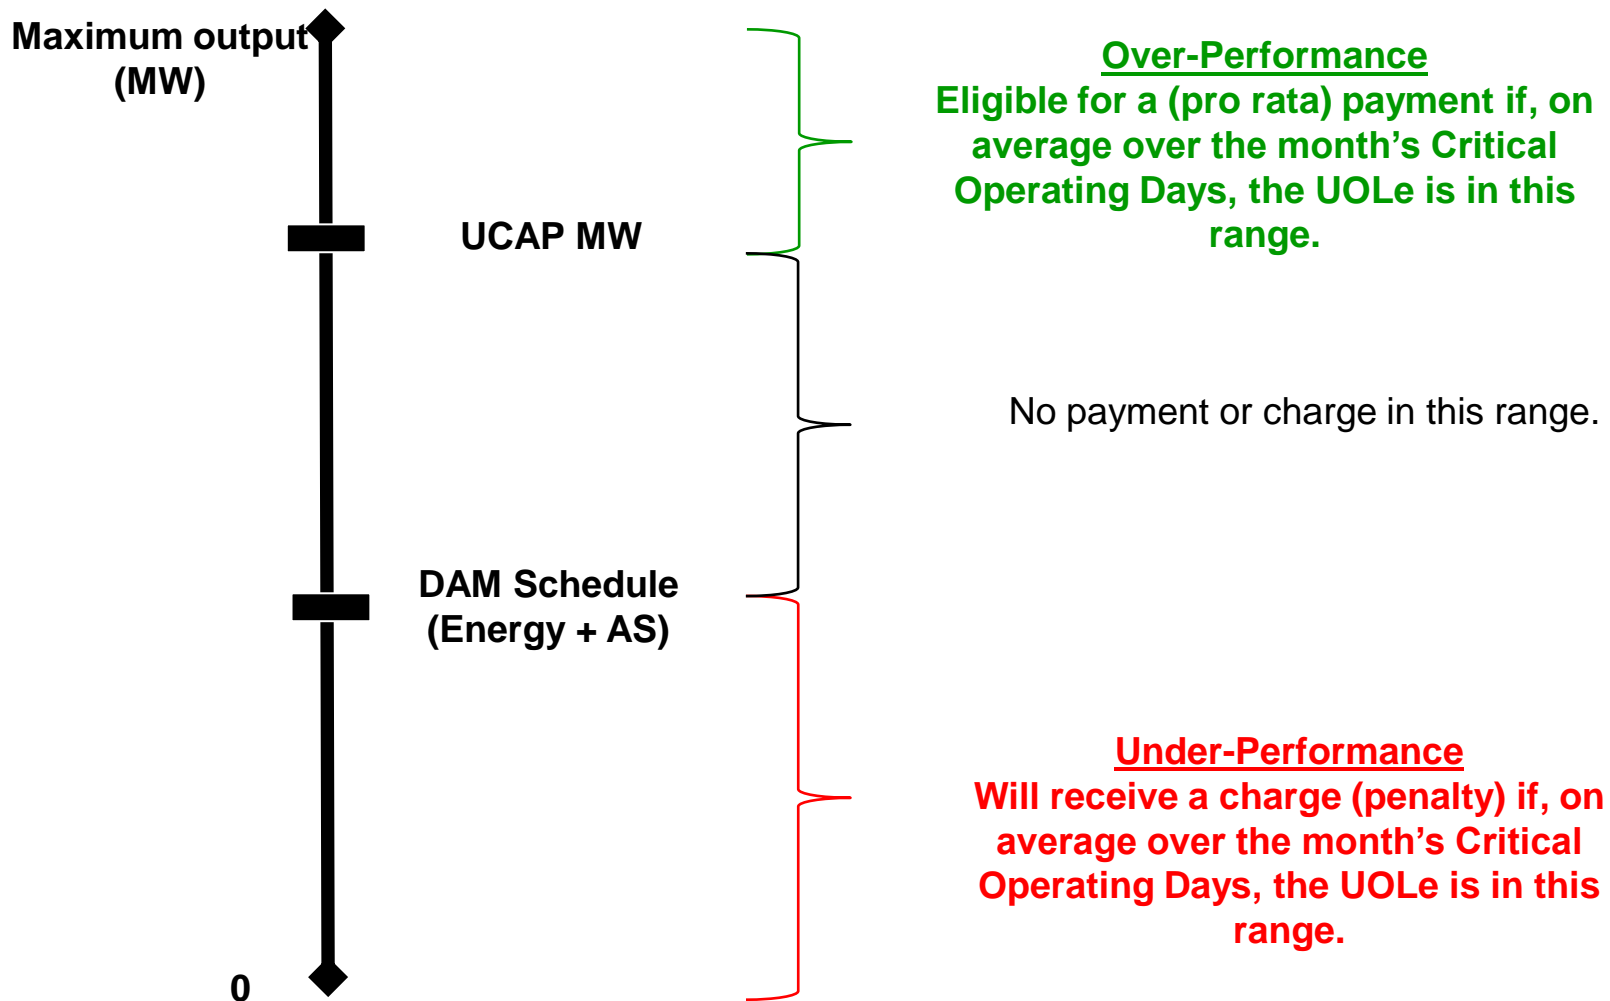 Maximum output
(MW)
Over-Performance
Eligible for a (pro rata) payment if, on
average over the month’s Critical
Operating Days, the UOLe is in this
range.
UCAP MW
No payment or charge in this range.
DAM Schedule
(Energy + AS)
Under-Performance
Will receive a charge (penalty) if, on
average over the month’s Critical
Operating Days, the UOLe is in this
range.
0